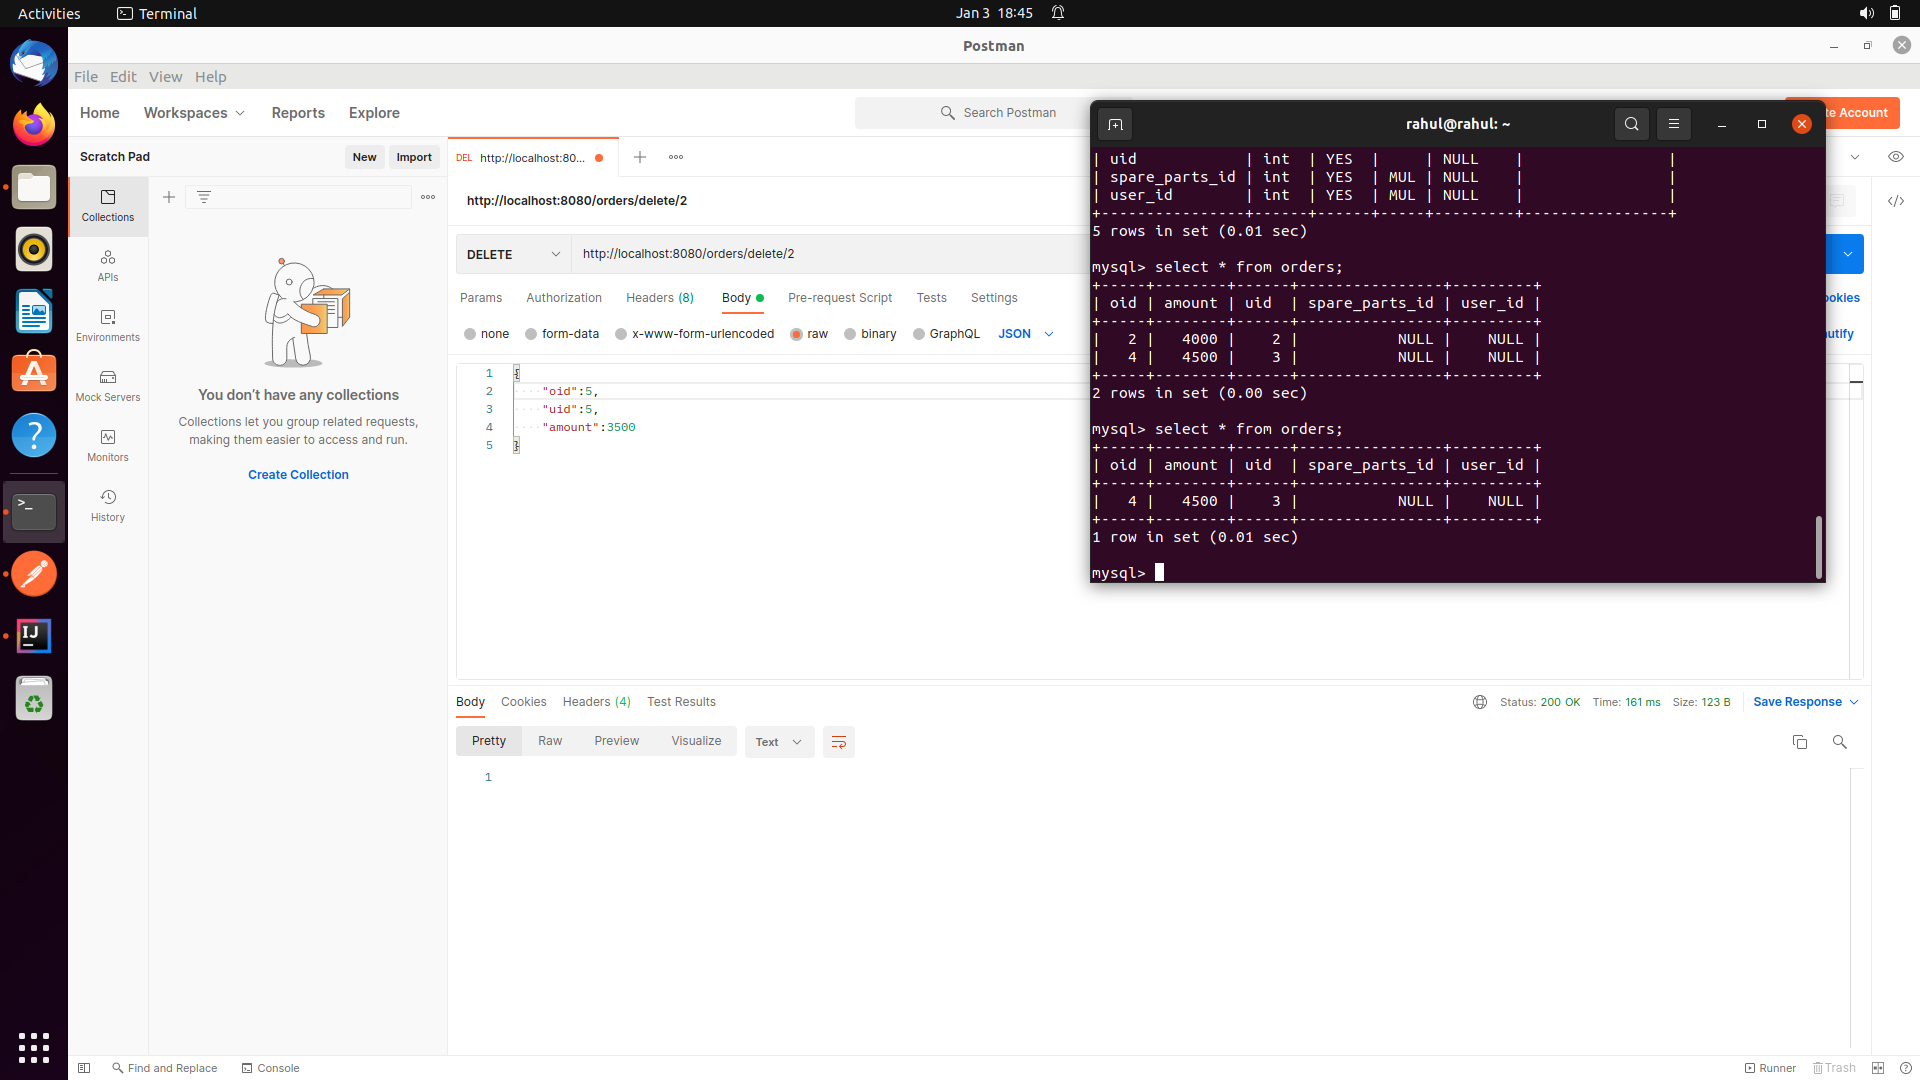 Activities Terminal Jan 3 18:45
Postman
File Edit View Help
Home Workspaces Reports Explore Search Postman te Account
Scratch Pad New Import DEL http://localhost:80...
Collections
APIs
Environments
Mock Servers
Monitors
History
You don't have any collections
Collections let you group related requests,
making them easier to access and run.
Create Collection
http://localhost:8080/orders/delete/2
DELETE http://localhost:8080/orders/delete/2
Params Authorization Headers (8) Body Pre-request Script Tests Settings ookies
none form-data x-www-form-urlencoded raw binary GraphQL JSON autify
1 {
2 "oid":5,
3 "uid":5,
4 "amount":3500
5 }
rahul@rahul: ~
| uid            | int  | YES  |     | NULL    |                |
| spare_parts_id | int  | YES  | MUL | NULL    |                |
| user_id        | int  | YES  | MUL | NULL    |                |
+----------------+------+------+-----+---------+----------------+
5 rows in set (0.01 sec)
mysql> select * from orders;
+-----+--------+------+----------------+---------+
| oid | amount | uid  | spare_parts_id | user_id |
+-----+--------+------+----------------+---------+
|   2 |   4000 |    2 |           NULL |    NULL |
|   4 |   4500 |    3 |           NULL |    NULL |
+-----+--------+------+----------------+---------+
2 rows in set (0.00 sec)
mysql> select * from orders;
+-----+--------+------+----------------+---------+
| oid | amount | uid  | spare_parts_id | user_id |
+-----+--------+------+----------------+---------+
|   4 |   4500 |    3 |           NULL |    NULL |
+-----+--------+------+----------------+---------+
1 row in set (0.01 sec)
mysql>
Body Cookies Headers (4) Test Results Status: 200 OK Time: 161 ms Size: 123 B Save Response
Pretty Raw Preview Visualize Text
1
Find and Replace Console Runner Trash